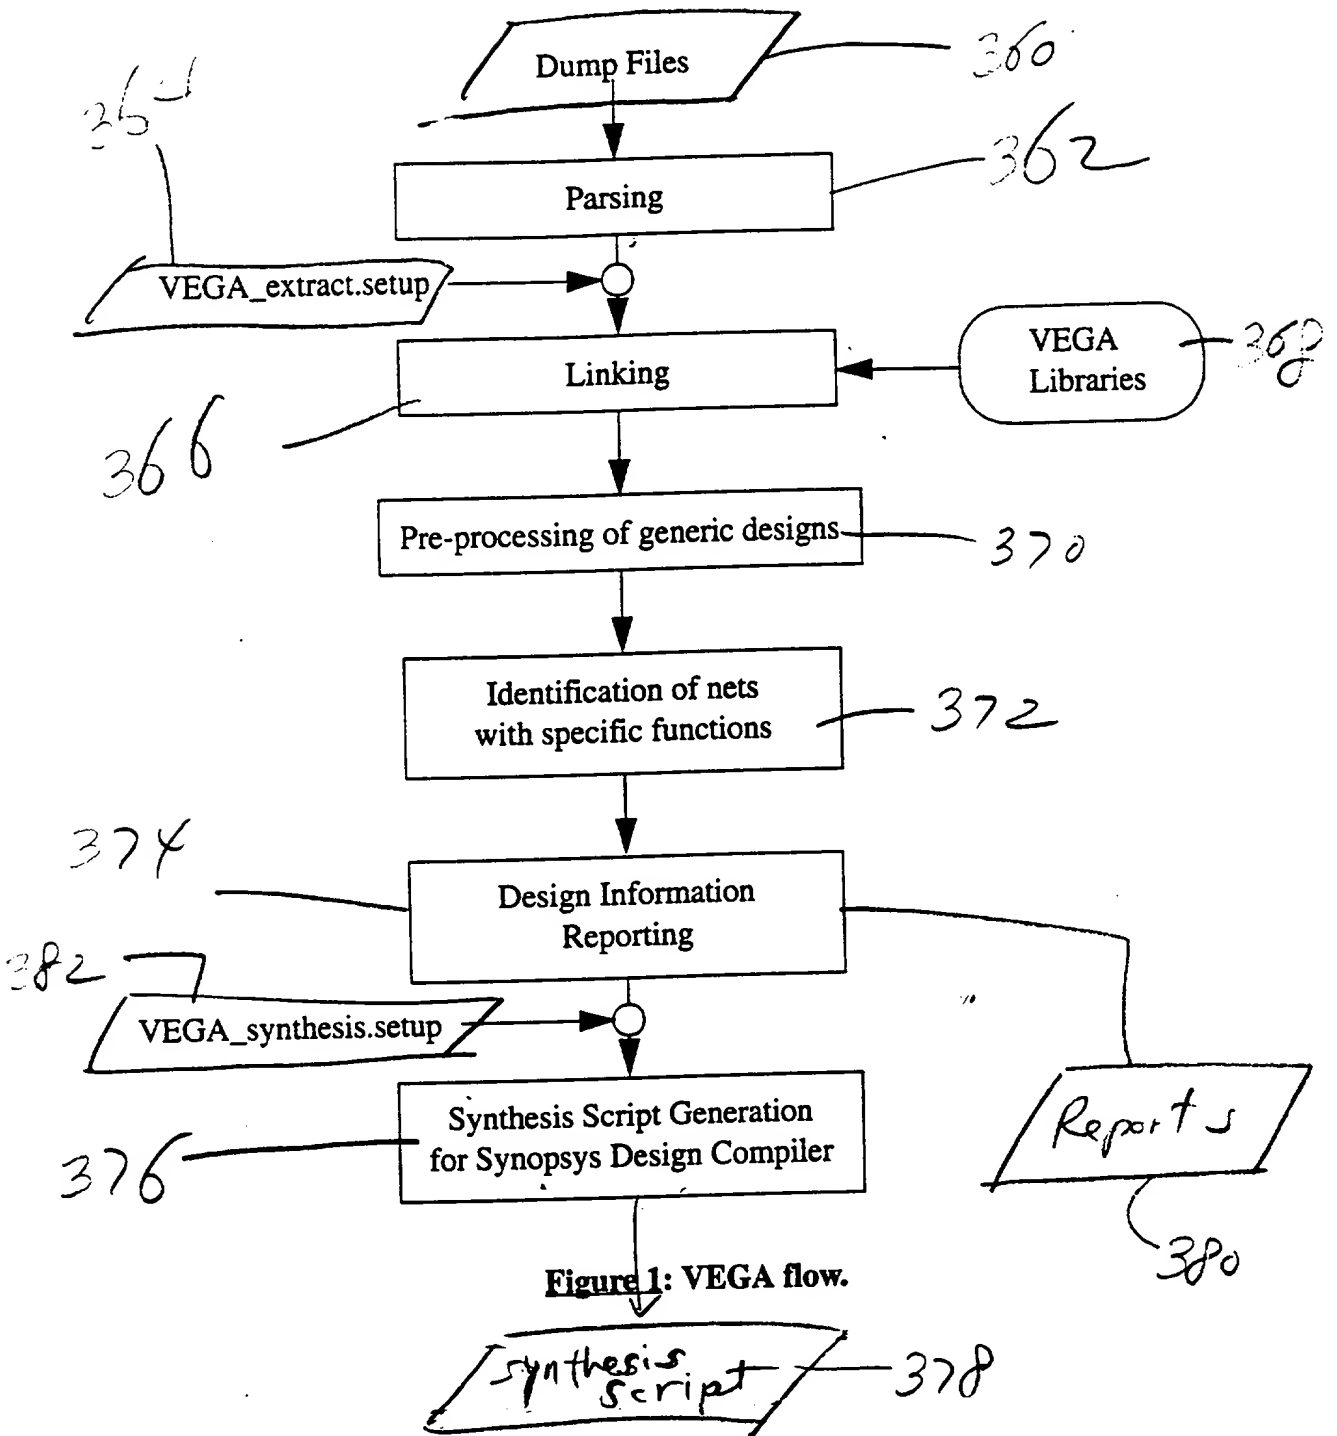 Dump Files
360
364
Parsing
362
VEGA_extract.setup
VEGA
Libraries
368
Linking
366
Pre-processing of generic designs
370
Identification of nets
with specific functions
372
374
Design Information
Reporting
382
VEGA_synthesis.setup
Synthesis Script Generation
for Synopsys Design Compiler
376
Reports
380
Figure 1: VEGA flow.
synthesis
script
378